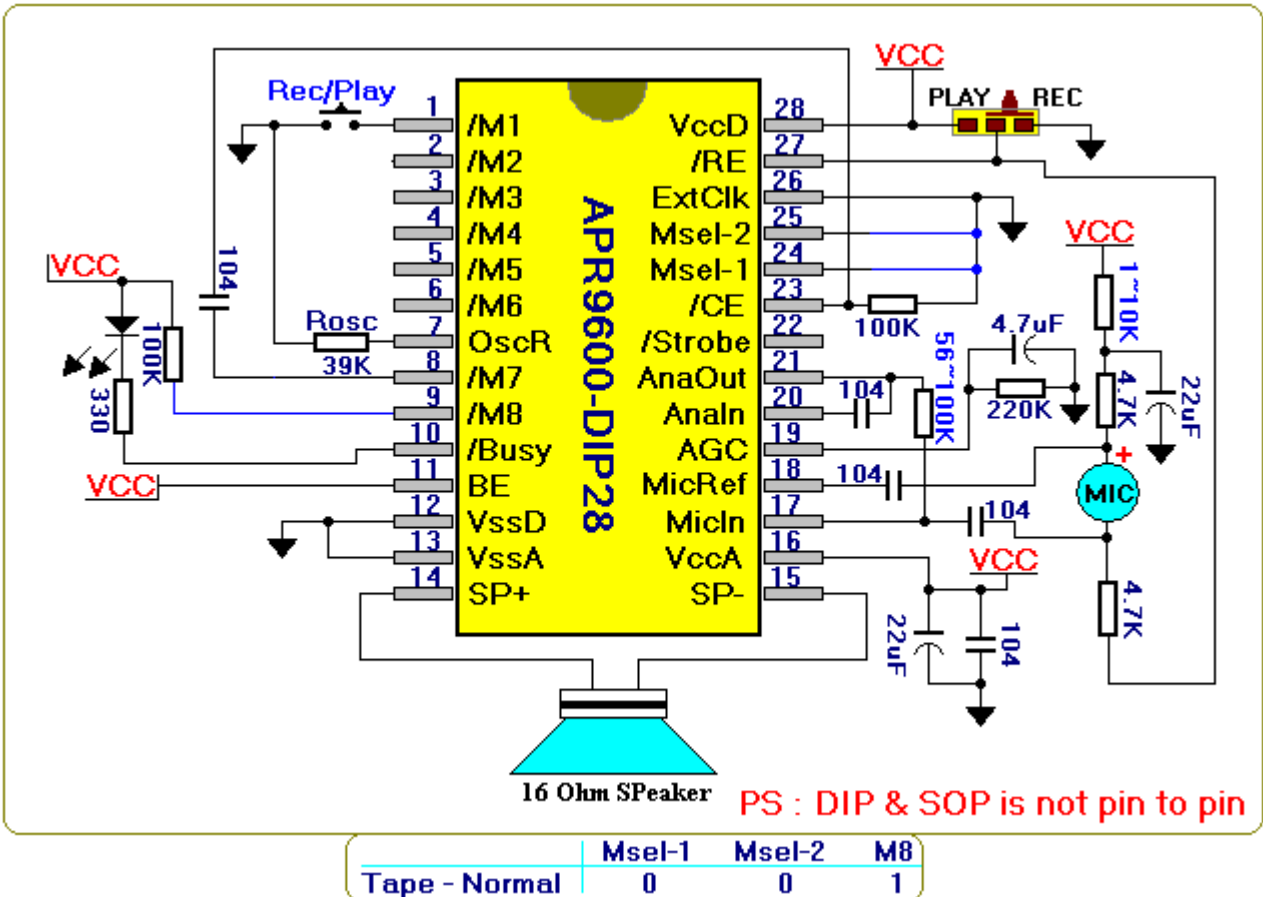 VCC
Rec/Play
PLAY REC
1 /M1 VccD 28
2 /M2 /RE 27
3 /M3 ExtClk 26
4 /M4 Msel-2 25
5 /M5 Msel-1 24
6 /M6 /CE 23
7 OscR /Strobe 22
8 /M7 AnaOut 21
9 /M8 AnaIn 20
10 /Busy AGC 19
11 BE MicRef 18
12 VssD MicIn 17
13 VssA VccA 16
14 SP+ SP- 15
APR9600-DIP28
VCC
104
100K
330
Rosc
39K
VCC
100K
4.7uF
220K
56~100K
104
104
104
VCC
1~10K
4.7K
22uF
+
MIC
4.7K
VCC
22uF
104
16 Ohm SPeaker
PS : DIP & SOP is not pin to pin
Msel-1 Msel-2 M8
Tape - Normal 0 0 1